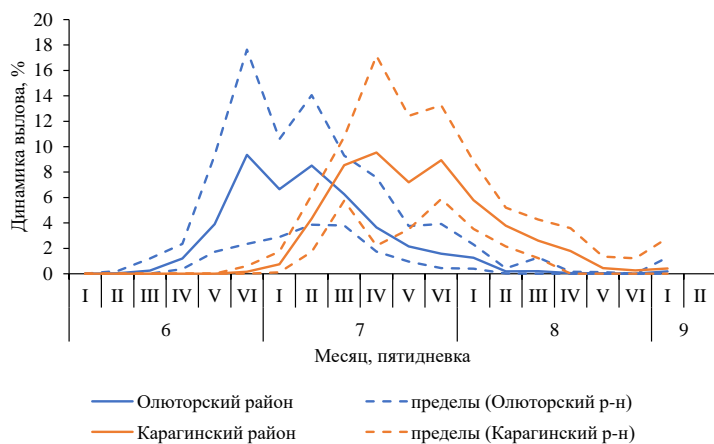 Динамика вылова, %
20
18
16
14
12
10
8
6
4
2
0
I II III IV V VI I II III IV V VI I II III IV V VI I II
6 7 8 9
Месяц, пятидневка
Олюторский район пределы (Олюторский р-н)
Карагинский район пределы (Карагинский р-н)